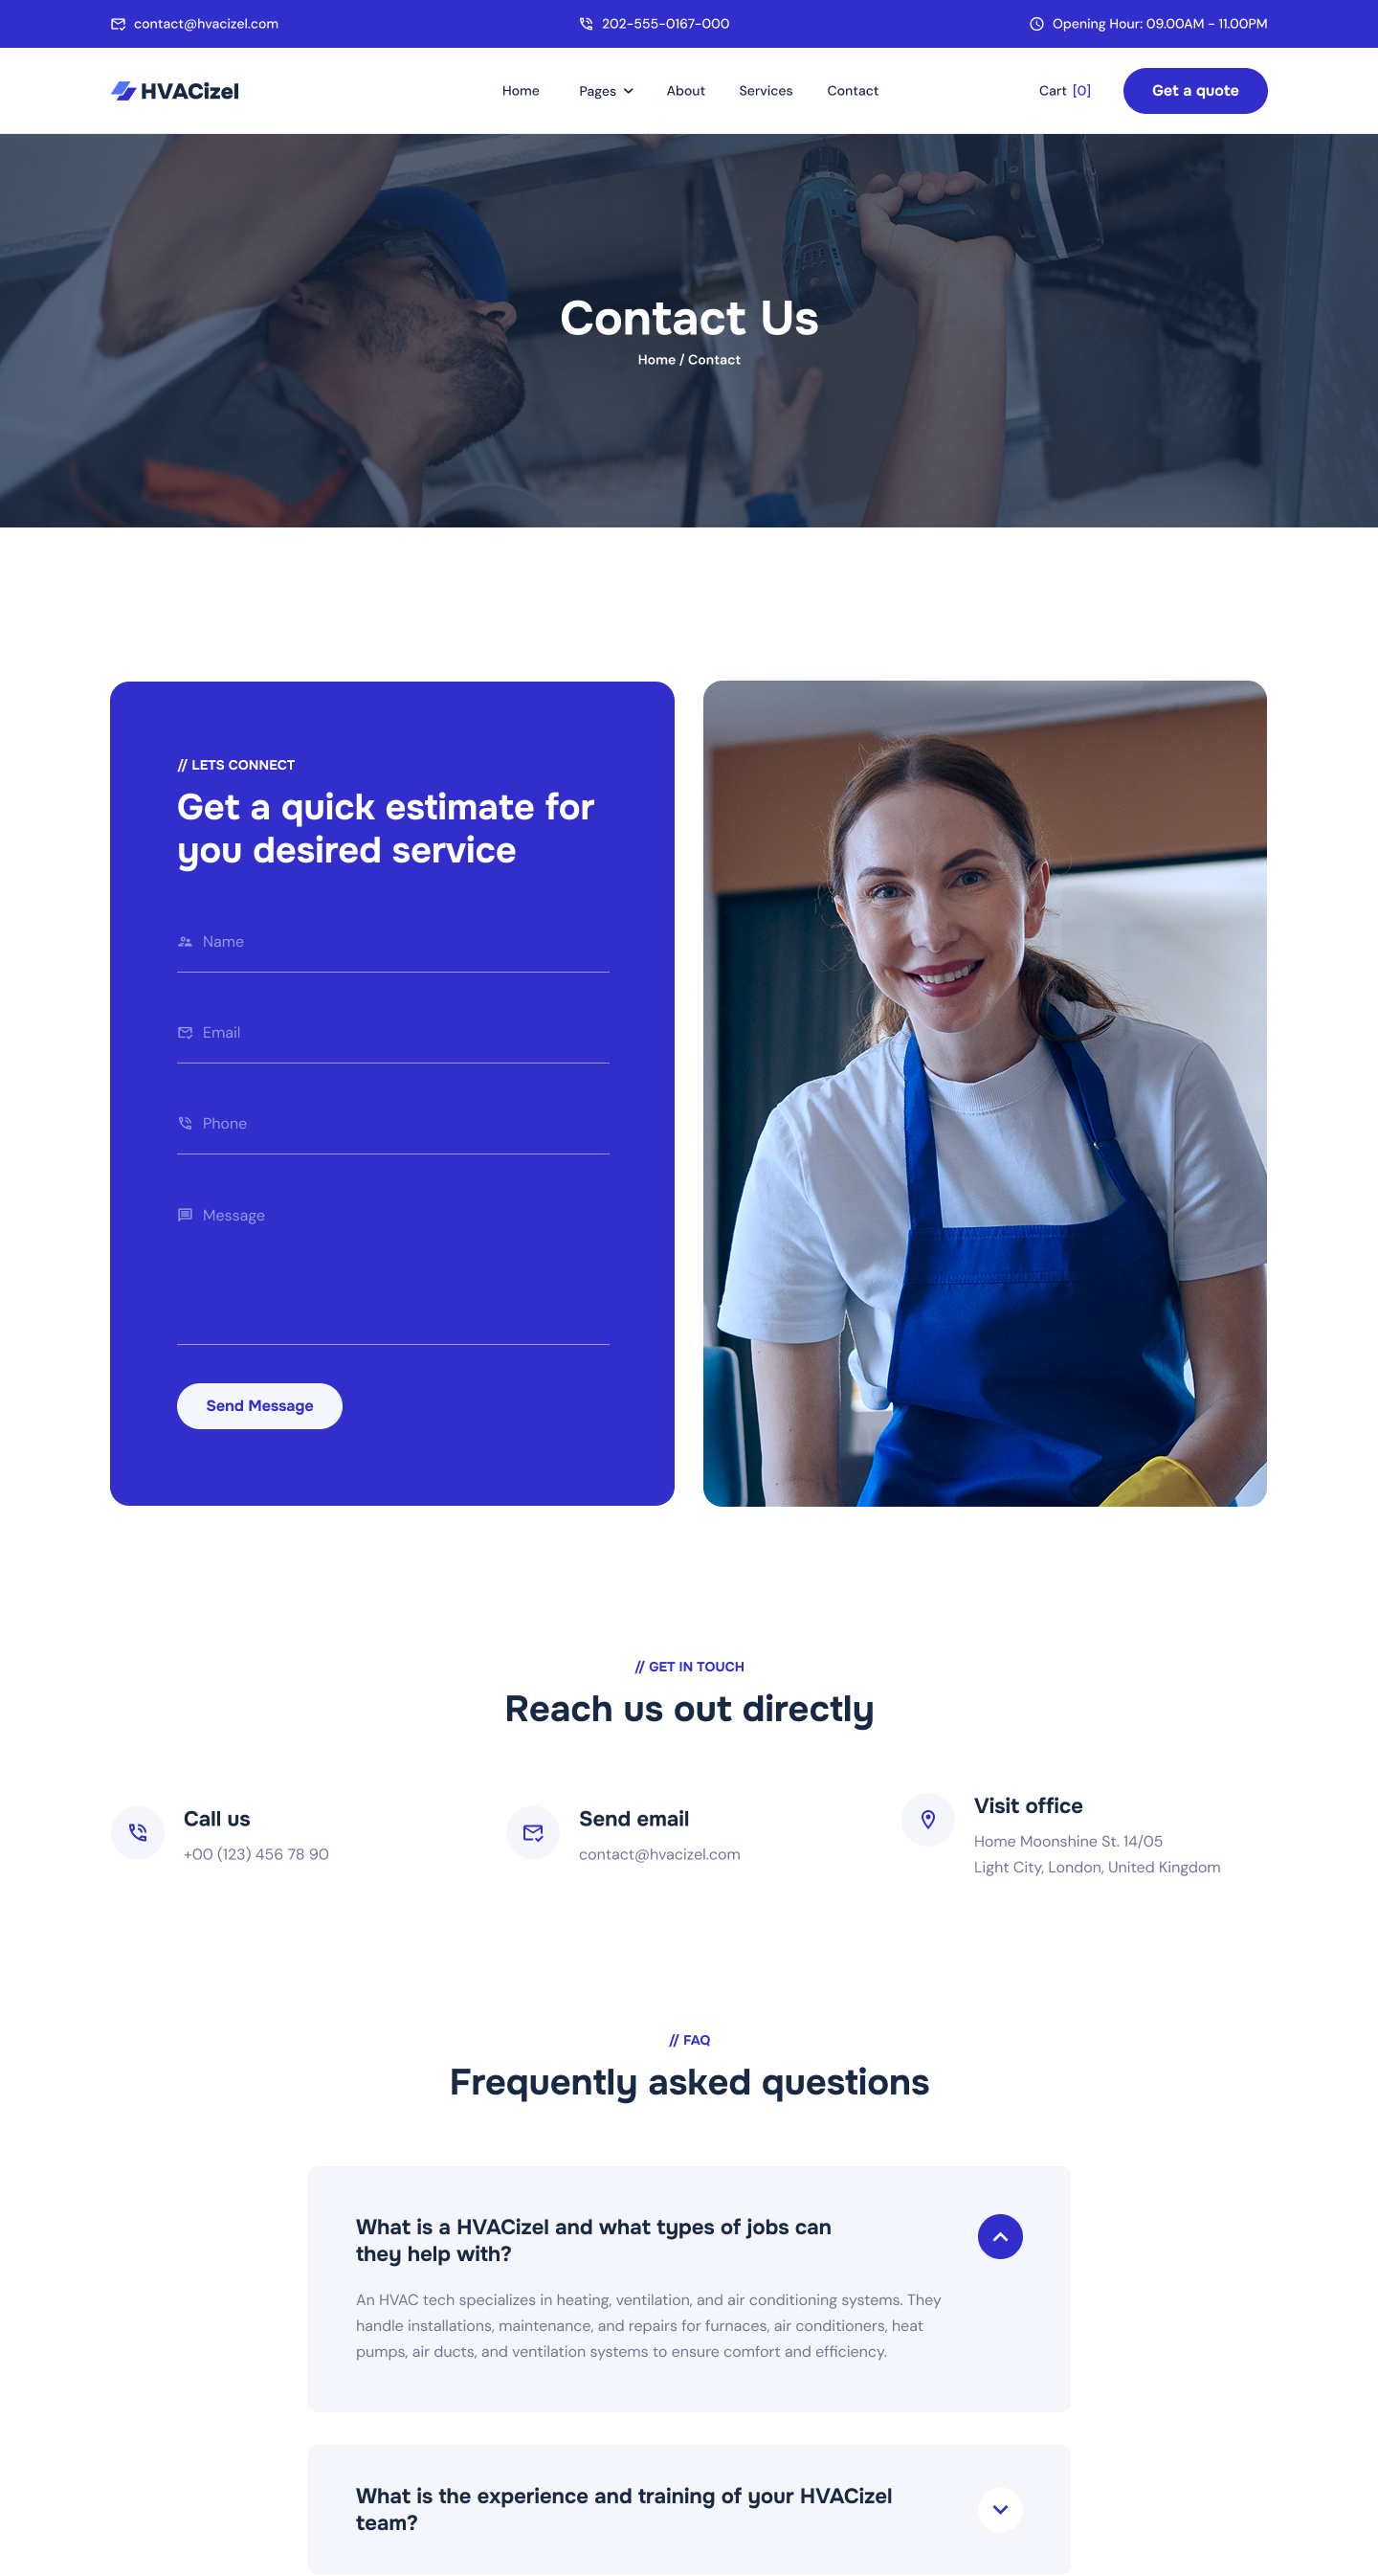 contact@hvacizel.com
202-555-0167-000
Opening Hour: 09.00AM - 11.00PM
HVACizel
Home
Pages
About
Services
Contact
Cart [0]
Get a quote
Contact Us
Home / Contact
// LETS CONNECT
Get a quick estimate for
you desired service
Name
Email
Phone
Message
Send Message
// GET IN TOUCH
Reach us out directly
Call us
+00 (123) 456 78 90
Send email
contact@hvacizel.com
Visit office
Home Moonshine St. 14/05
Light City, London, United Kingdom
// FAQ
Frequently asked questions
What is a HVACizel and what types of jobs can
they help with?
An HVAC tech specializes in heating, ventilation, and air conditioning systems. They
handle installations, maintenance, and repairs for furnaces, air conditioners, heat
pumps, air ducts, and ventilation systems to ensure comfort and efficiency.
What is the experience and training of your HVACizel
team?